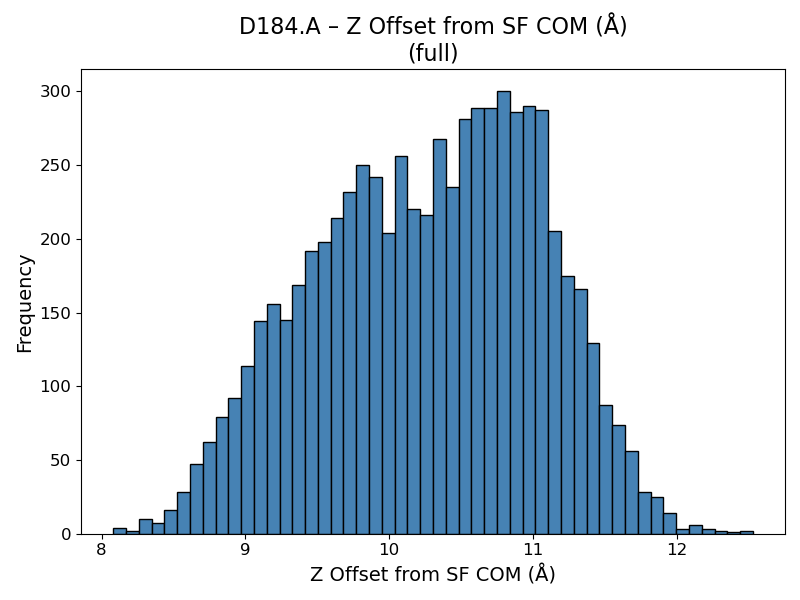 D184.A – Z Offset from SF COM (Å)
(full)
300
250
200
150
100
50
0
Frequency
8 9 10 11 12
Z Offset from SF COM (Å)